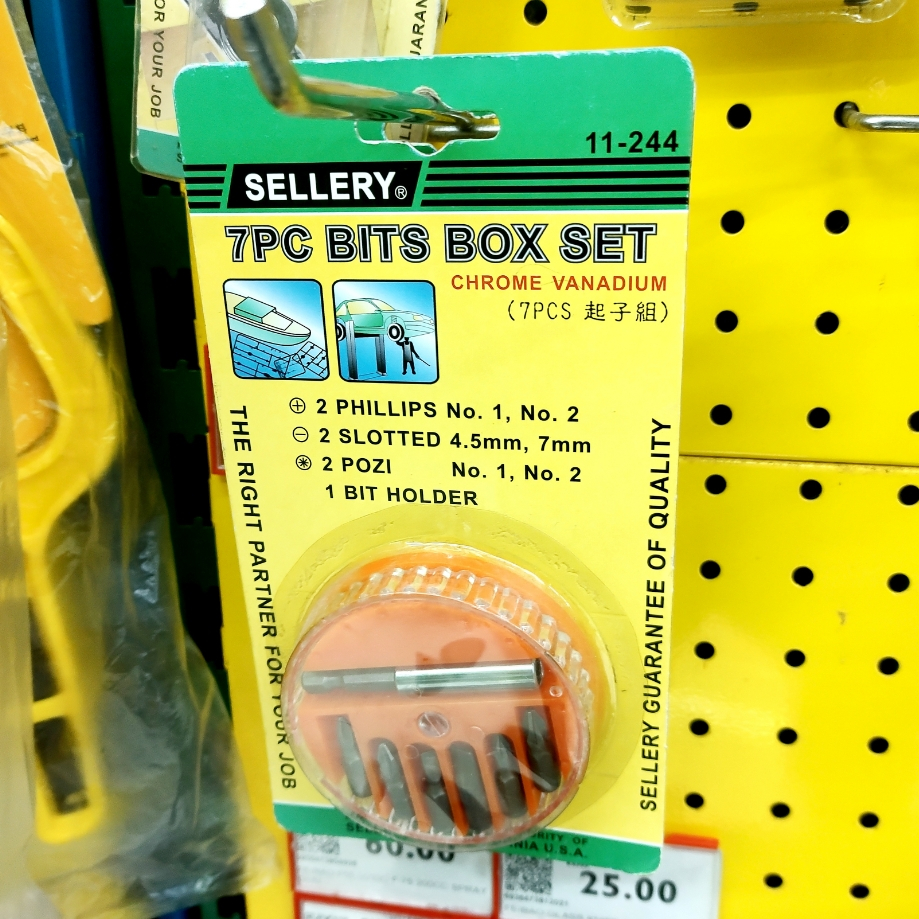 FOR YOUR JOB
11-244
SELLERY®
7PC BITS BOX SET
CHROME VANADIUM
(7PCS 起子組)
⊕ 2 PHILLIPS No. 1, No. 2
⊖ 2 SLOTTED 4.5mm, 7mm
2 POZI No. 1, No. 2
1 BIT HOLDER
THE RIGHT PARTNER FOR YOUR JOB
SELLERY GUARANTEE OF QUALITY
60.00
25.00